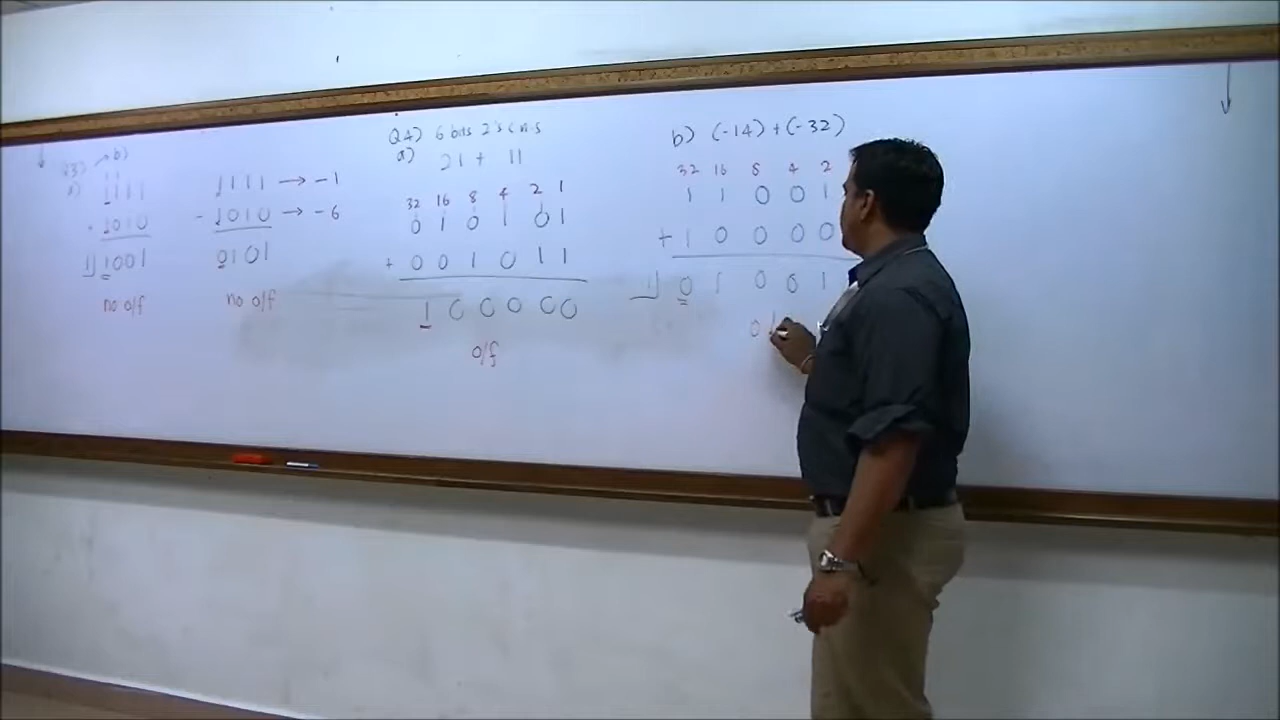 Q3) → b)
a) 1 1
1111
+ 1010
1] 1001
no o/f
1111 → -1
- 1010 → -6
0101
no o/f
Q4) 6 bits 2's
a) 21 + 11
32 16 8 4 2 1
0 1 0 1 0 1
+ 0 0 1 0 1 1
1 0 0 0 0 0
o/f
b) (-14) + (-32)
32 16 8 4 2
1 1 0 0 1
+ 1 0 0 0 0
1] 0 1 0 0 1
o